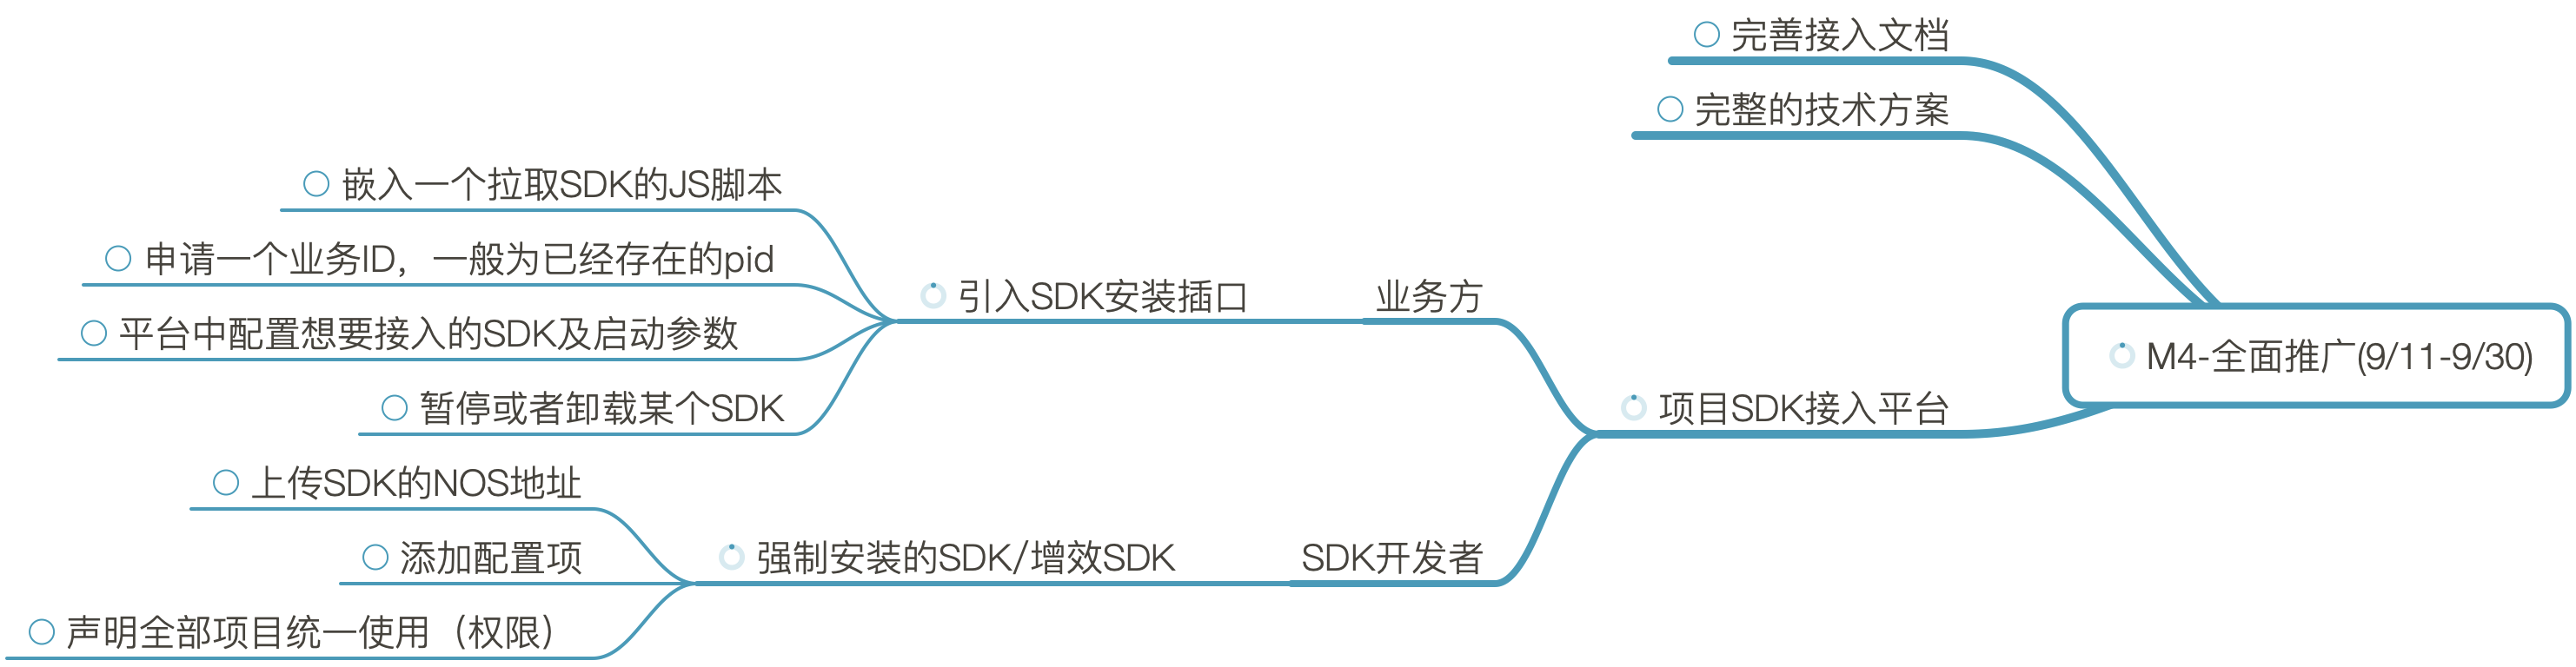 完善接入文档
完整的技术方案
嵌入一个拉取SDK的JS脚本
申请一个业务ID，一般为已经存在的pid
引入SDK安装插口
业务方
平台中配置想要接入的SDK及启动参数
M4-全面推广(9/11-9/30)
暂停或者卸载某个SDK
项目SDK接入平台
上传SDK的NOS地址
添加配置项
强制安装的SDK/增效SDK
SDK开发者
声明全部项目统一使用（权限）